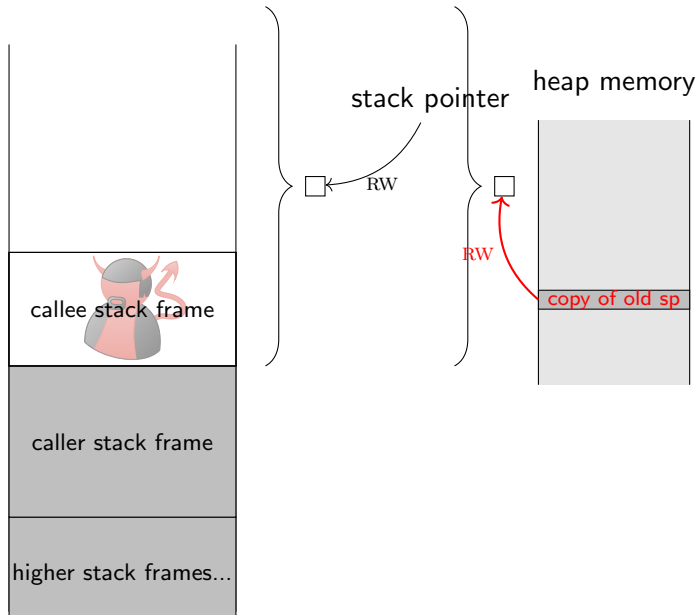 heap memory
stack pointer
RW
RW
copy of old sp
callee stack frame
caller stack frame
higher stack frames...